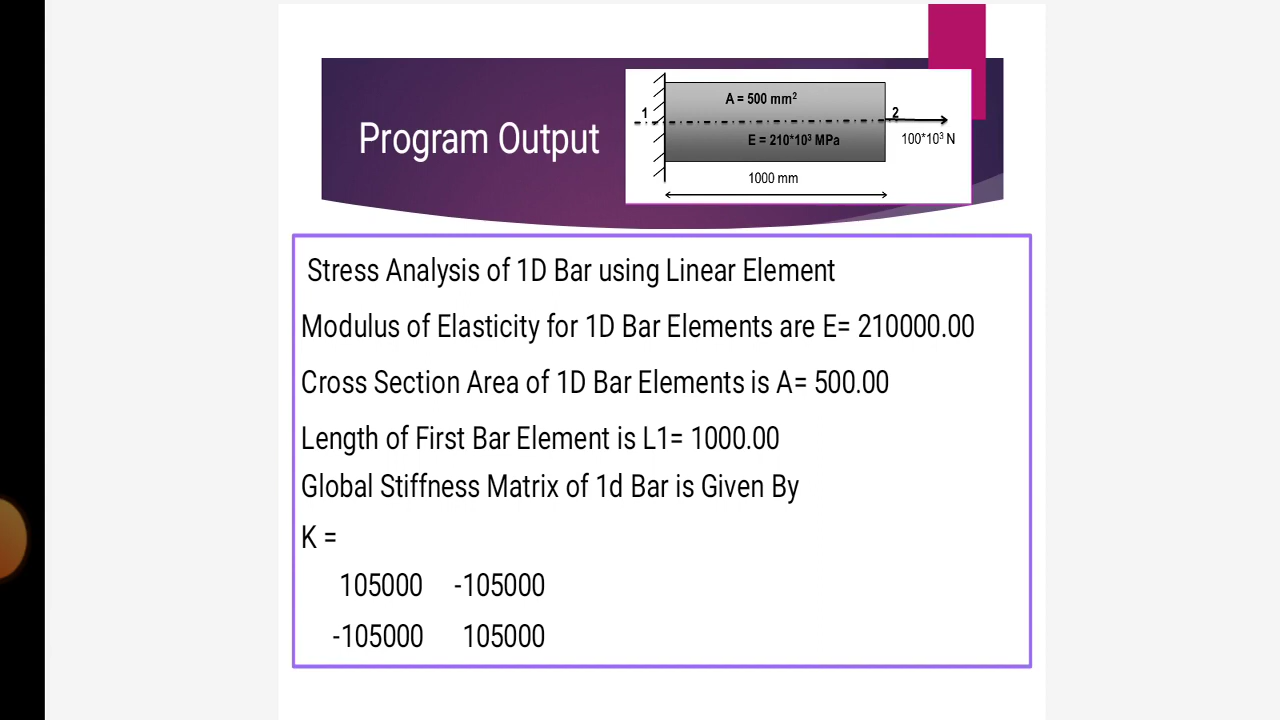 Program Output
A = 500 mm²
1
2
E = 210*10³ MPa
100*10³ N
1000 mm
Stress Analysis of 1D Bar using Linear Element
Modulus of Elasticity for 1D Bar Elements are E= 210000.00
Cross Section Area of 1D Bar Elements is A= 500.00
Length of First Bar Element is L1= 1000.00
Global Stiffness Matrix of 1d Bar is Given By
K =
105000 -105000
-105000 105000